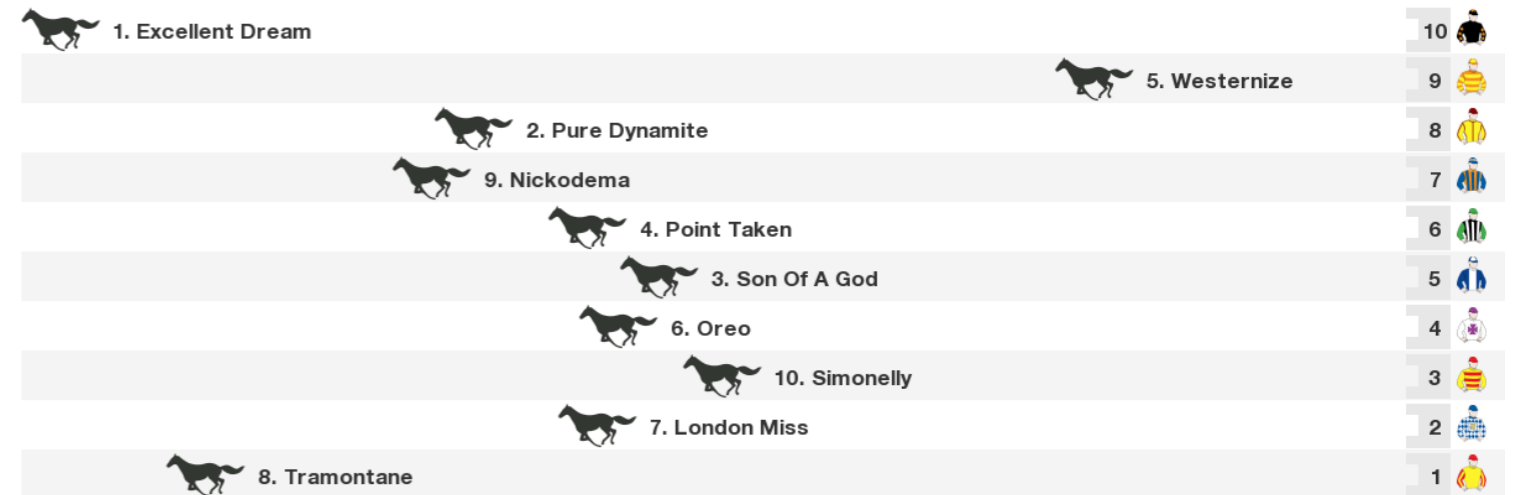 1. Excellent Dream 10
5. Westernize 9
2. Pure Dynamite 8
9. Nickodema 7
4. Point Taken 6
3. Son Of A God 5
6. Oreo 4
10. Simonelly 3
7. London Miss 2
8. Tramontane 1